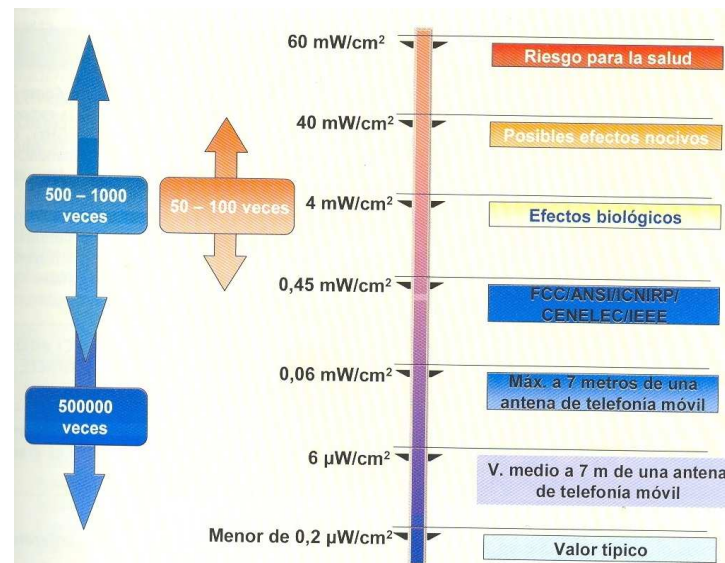 60 mW/cm²
Riesgo para la salud
40 mW/cm²
Posibles efectos nocivos
500 – 1000
veces
50 – 100 veces
4 mW/cm²
Efectos biológicos
0,45 mW/cm²
FCC/ANSI/ICNIRP/
CENELEC/IEEE
0,06 mW/cm²
Máx. a 7 metros de una
antena de telefonía móvil
500000
veces
6 µW/cm²
V. medio a 7 m de una antena
de telefonía móvil
Menor de 0,2 µW/cm²
Valor típico